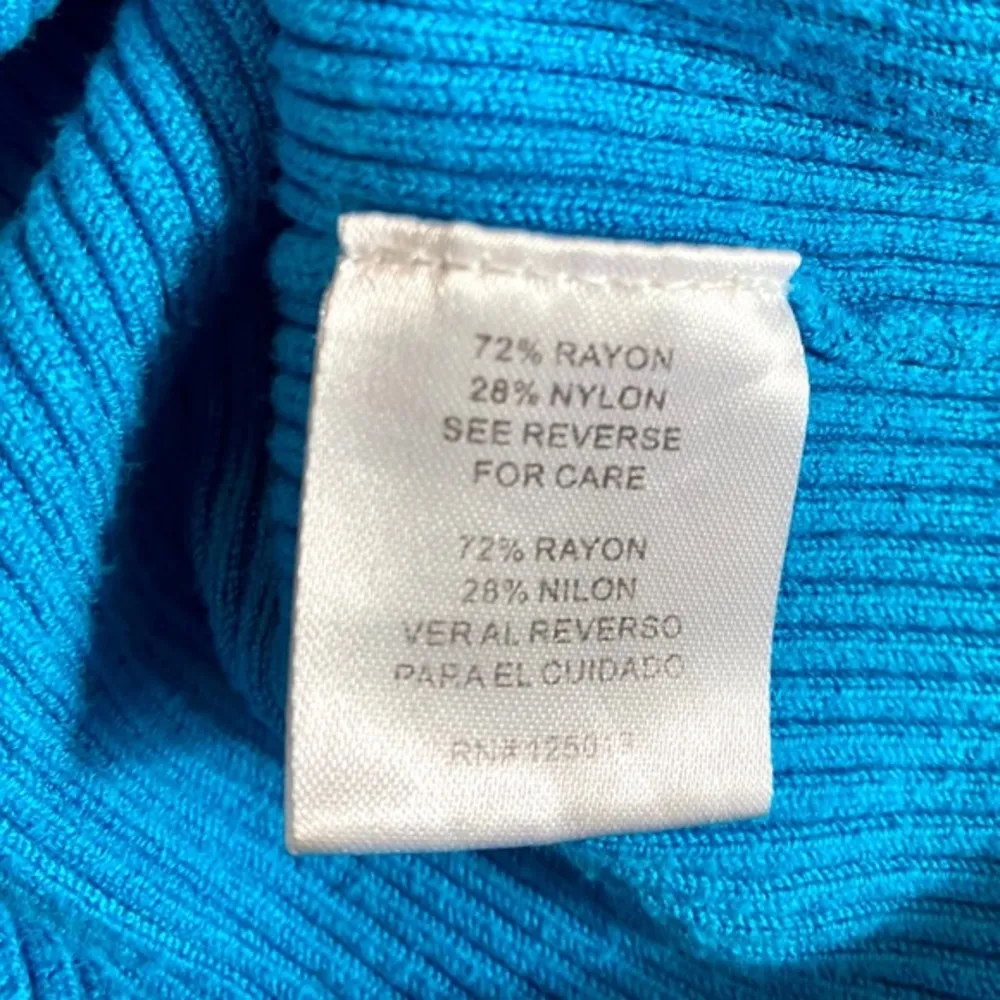 72% RAYON
28% NYLON
SEE REVERSE
FOR CARE
72% RAYON
28% NILON
VER AL REVERSO
PARA EL CUIDADO